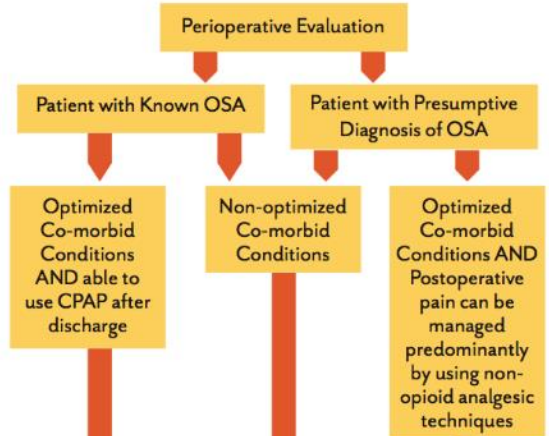 Perioperative Evaluation
Patient with Known OSA
Patient with Presumptive
Diagnosis of OSA
Optimized
Co-morbid
Conditions
AND able to
use CPAP after
discharge
Non-optimized
Co-morbid
Conditions
Optimized
Co-morbid
Conditions AND
Postoperative
pain can be
managed
predominantly
by using non-
opioid analgesic
techniques